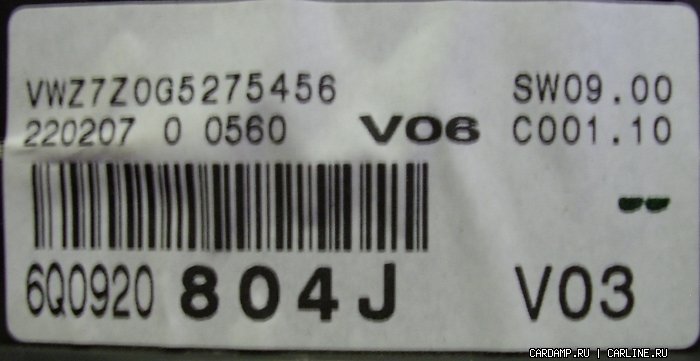 VWZ7Z0G5275456 SW09.00
220207 0 0560 V06 C001.10
6Q0920 804J V03
CARDAMP.RU | CARLINE.RU